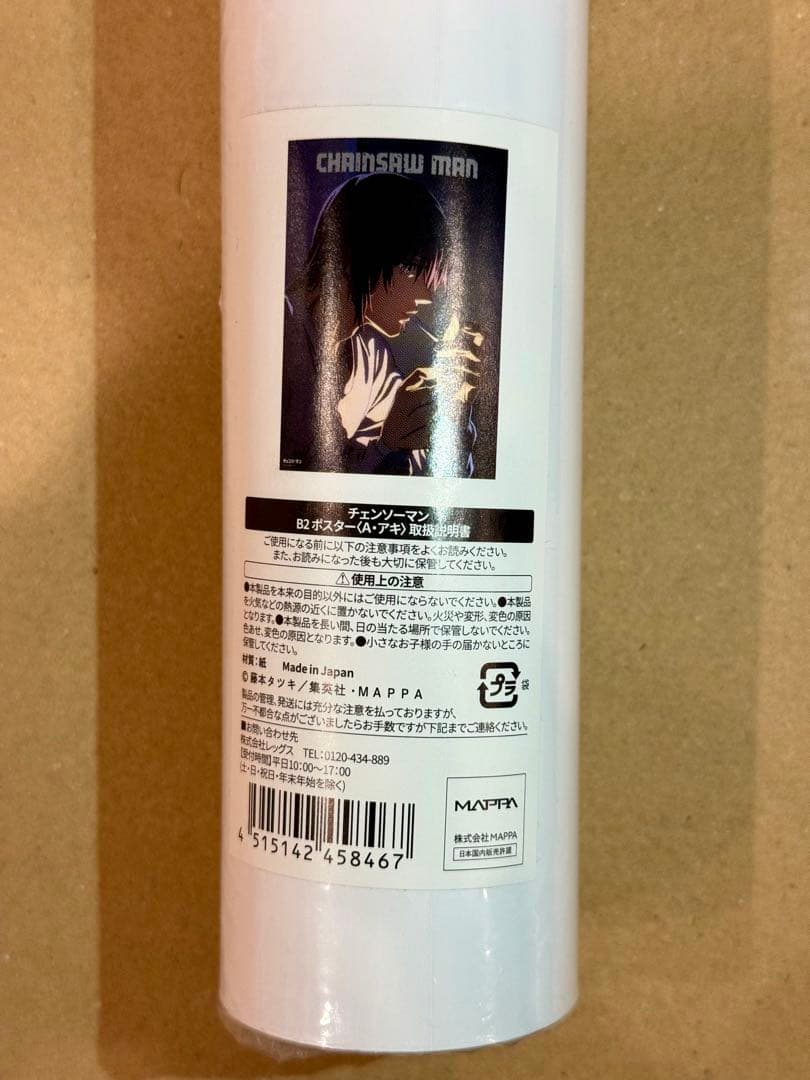 CHAINSAW MAN
チェンソーマン
チェンソーマン
B2ポスター〈A・アキ〉取扱説明書
ご使用になる前に以下の注意事項をよくお読みください。
また、お読みになった後も大切に保管してください。
⚠使用上の注意
●本製品を本来の目的以外にはご使用にならないでください。●本製品
を火気などの熱源の近くに置かないでください。火災や変形、変色の原因
となります。●本製品を長い間、日の当たる場所で保管しないでください。
色あせ、変色の原因となります。●小さなお子様の手の届かないところに
保管してください。
材質:紙 Made in Japan
© 藤本タツキ/集英社・MAPPA
プラ
袋
製品の管理、発送には充分な注意を払っておりますが、
万一不都合な点がございましたらお手数ですが下記までご連絡ください。
■お問い合わせ先
株式会社レッグス TEL:0120-434-889
【受付時間】平日10:00〜17:00
(土・日・祝日・年末年始を除く)
4 515142 458467
MAPPA
株式会社MAPPA
日本国内販売許諾